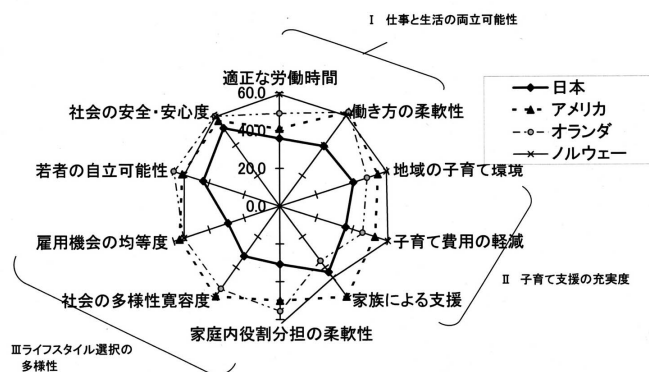 Ⅰ 仕事と生活の両立可能性
適正な労働時間
60.0
社会の安全・安心度
働き方の柔軟性
40.0
若者の自立可能性
20.0
地域の子育て環境
0.0
雇用機会の均等度
子育て費用の軽減
社会の多様性寛容度
家族による支援
家庭内役割分担の柔軟性
日本
アメリカ
オランダ
ノルウェー
Ⅱ 子育て支援の充実度
Ⅲライフスタイル選択の
多様性